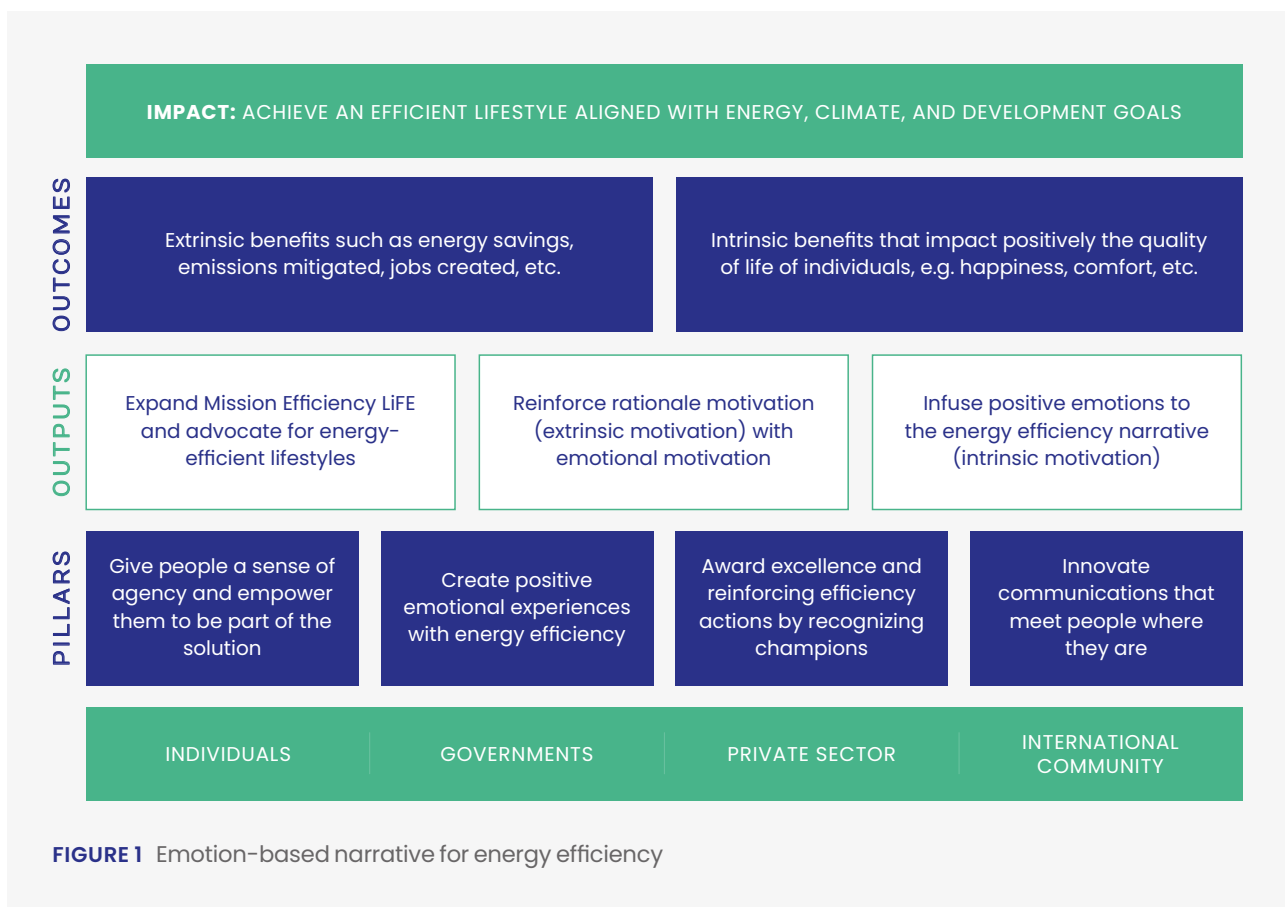 IMPACT: ACHIEVE AN EFFICIENT LIFESTYLE ALIGNED WITH ENERGY, CLIMATE, AND DEVELOPMENT GOALS
OUTCOMES
Extrinsic benefits such as energy savings,
emissions mitigated, jobs created, etc.
Intrinsic benefits that impact positively the quality
of life of individuals, e.g. happiness, comfort, etc.
OUTPUTS
Expand Mission Efficiency LiFE
and advocate for energy-
efficient lifestyles
Reinforce rationale motivation
(extrinsic motivation) with
emotional motivation
Infuse positive emotions to
the energy efficiency narrative
(intrinsic motivation)
PILLARS
Give people a sense of
agency and empower
them to be part of the
solution
Create positive
emotional experiences
with energy efficiency
Award excellence and
reinforcing efficiency
actions by recognizing
champions
Innovate
communications that
meet people where
they are
INDIVIDUALS
GOVERNMENTS
PRIVATE SECTOR
INTERNATIONAL
COMMUNITY
FIGURE 1 Emotion-based narrative for energy efficiency